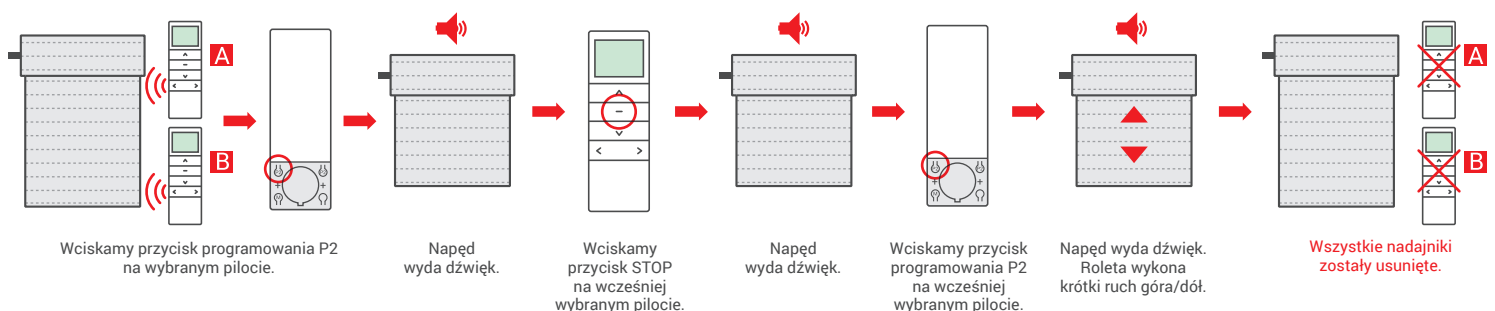 A
B
A
B
Wciskamy przycisk programowania P2
na wybranym pilocie.
Napęd
wyda dźwięk.
Wciskamy
przycisk STOP
na wcześniej
wybranym pilocie.
Napęd
wyda dźwięk.
Wciskamy przycisk
programowania P2
na wcześniej
wybranym pilocie.
Napęd wyda dźwięk.
Roleta wykona
krótki ruch góra/dół.
Wszystkie nadajniki
zostały usunięte.